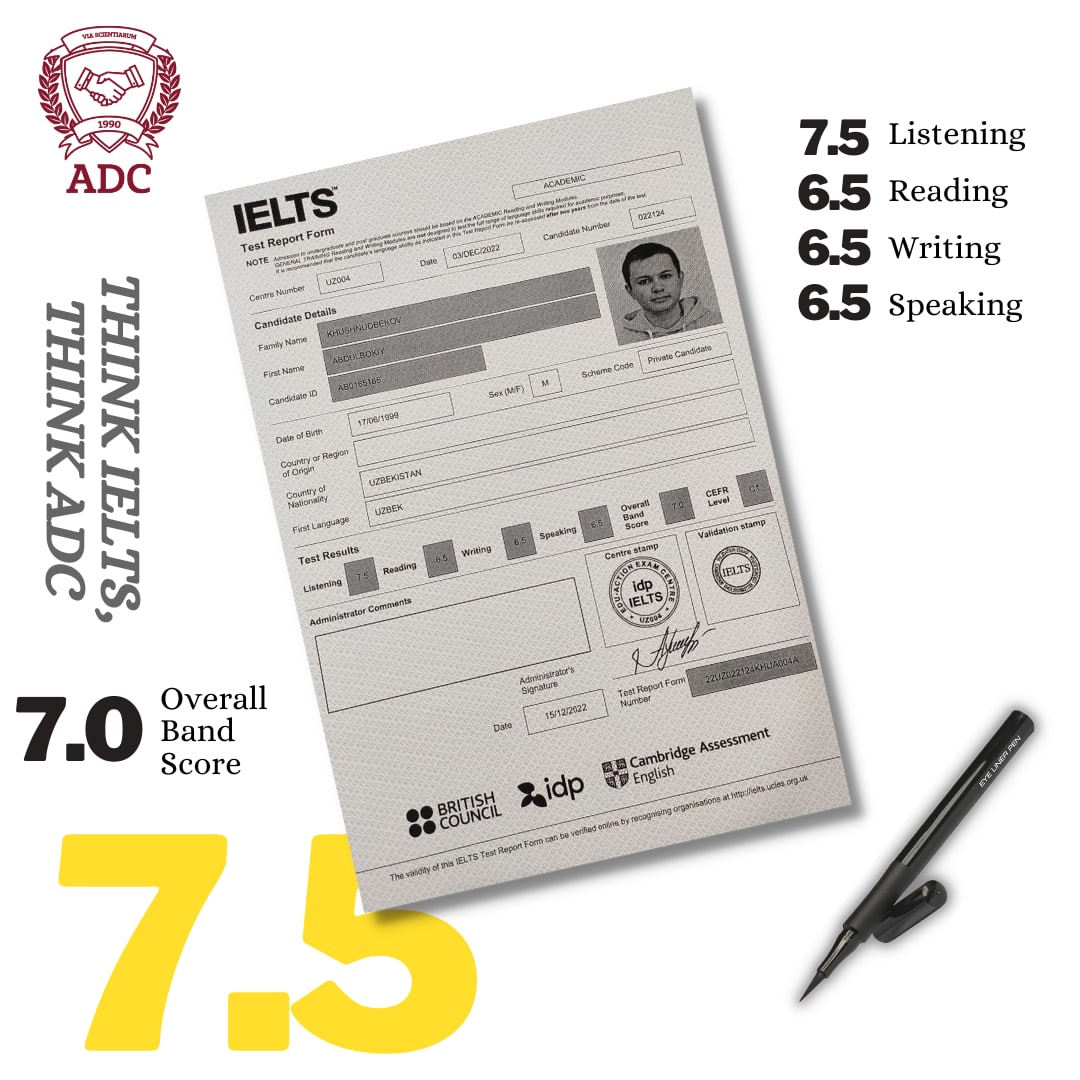 VIA SCIENTIARUM
1990
ADC
THINK IELTS,
THINK ADC
7.5 Listening
6.5 Reading
6.5 Writing
6.5 Speaking
IELTS™
Test Report Form
ACADEMIC
NOTE Admission to undergraduate and post graduate courses should be based on the ACADEMIC Reading and Writing Modules.
GENERAL TRAINING Reading and Writing Modules are not designed to test the full range of language skills required for academic purposes.
It is recommended that the candidate's language ability as indicated in this Test Report Form be re-assessed after two years from the date of the test.
Centre Number UZ004 Date 03/DEC/2022 Candidate Number 022124
Candidate Details
Family Name KHUSHNUDBEKOV
First Name ABDULBOKIY
Candidate ID AB0165165
Date of Birth 17/06/1999 Sex (M/F) M Scheme Code Private Candidate
Country or Region
of Origin
Country of
Nationality UZBEKISTAN
First Language UZBEK
Test Results
Listening 7.5 Reading 6.5 Writing 6.5 Speaking 6.5 Overall Band Score 7.0 CEFR Level C1
Administrator Comments
Centre stamp
EDU-ACTION EXAM CENTRE
idp
IELTS
UZ004
Validation stamp
IELTS
Administrator's
Signature
Date 15/12/2022
Test Report Form
Number 22UZ022124KHUA004A
BRITISH
COUNCIL
idp
Cambridge Assessment
English
The validity of this IELTS Test Report Form can be verified online by recognising organisations at http://ielts.ucles.org.uk
7.0 Overall
Band
Score
7.5
EYE LINER PEN